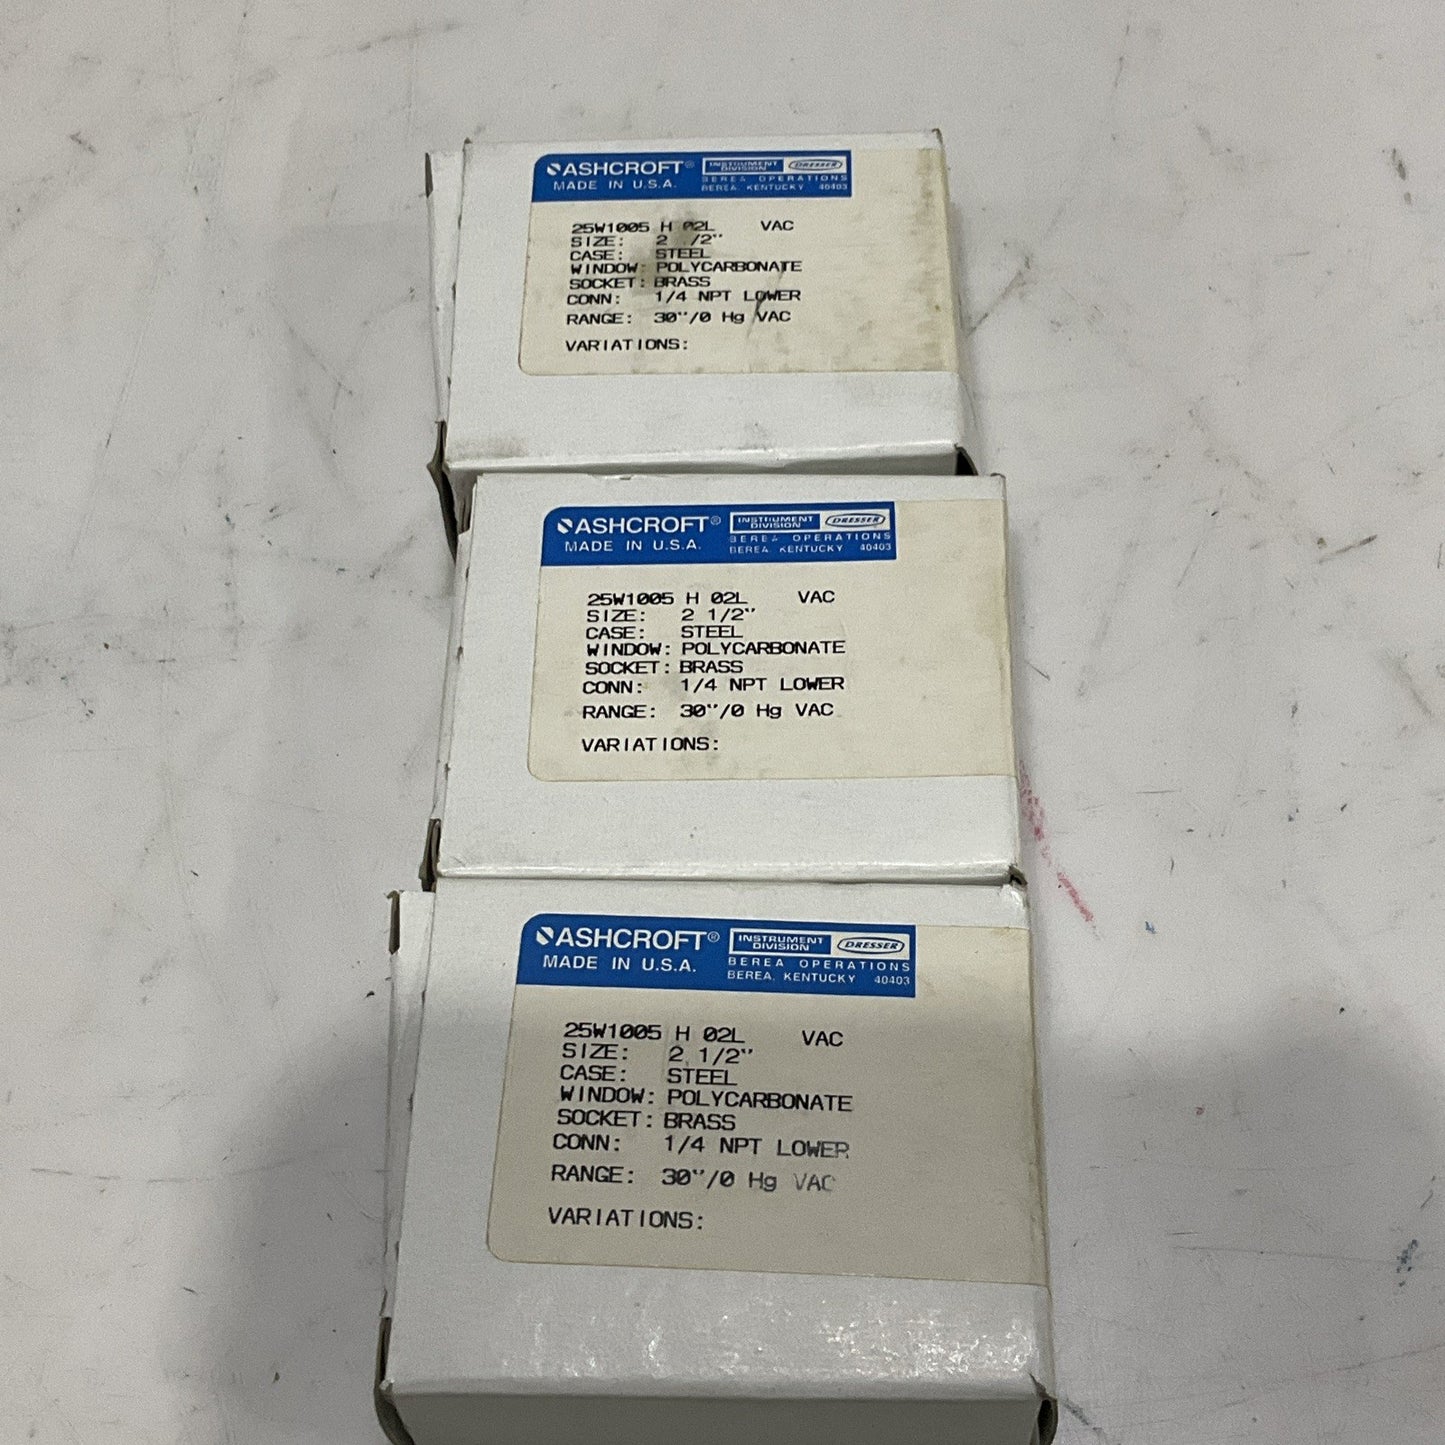 ASHCROFT® INSTRUMENT DIVISION DRESSER
MADE IN U.S.A. BEREA OPERATIONS
BEREA, KENTUCKY 40403
25W1005 H 02L VAC
SIZE: 2 /2"
CASE: STEEL
WINDOW: POLYCARBONATE
SOCKET: BRASS
CONN: 1/4 NPT LOWER
RANGE: 30"/0 Hg VAC
VARIATIONS:
ASHCROFT® INSTRUMENT DIVISION DRESSER
MADE IN U.S.A. BEREA OPERATIONS
BEREA, KENTUCKY 40403
25W1005 H 02L VAC
SIZE: 2 1/2"
CASE: STEEL
WINDOW: POLYCARBONATE
SOCKET: BRASS
CONN: 1/4 NPT LOWER
RANGE: 30"/0 Hg VAC
VARIATIONS:
ASHCROFT® INSTRUMENT DIVISION DRESSER
MADE IN U.S.A. BEREA OPERATIONS
BEREA, KENTUCKY 40403
25W1005 H 02L VAC
SIZE: 2 1/2"
CASE: STEEL
WINDOW: POLYCARBONATE
SOCKET: BRASS
CONN: 1/4 NPT LOWER
RANGE: 30"/0 Hg VAC
VARIATIONS: